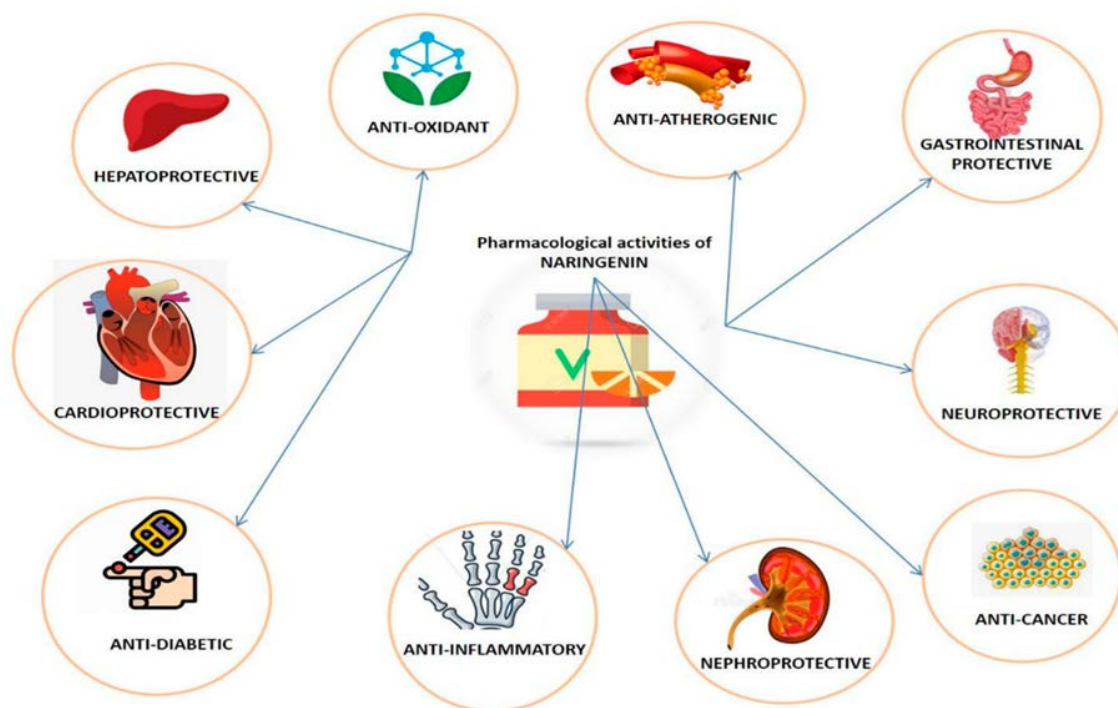 ANTI-OXIDANT
ANTI-ATHEROGENIC
GASTROINTESTINAL
PROTECTIVE
HEPATOPROTECTIVE
Pharmacological activities of
NARINGENIN
CARDIOPROTECTIVE
NEUROPROTECTIVE
ANTI-DIABETIC
ANTI-INFLAMMATORY
NEPHROPROTECTIVE
ANTI-CANCER